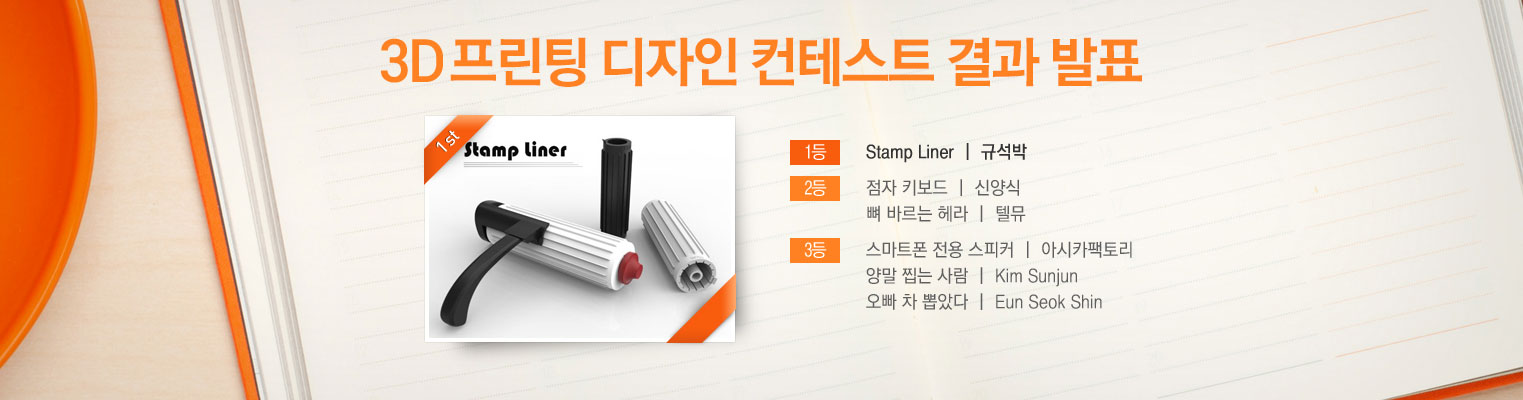 3D 프린팅 디자인 컨테스트 결과 발표
1st
Stamp Liner
1등 Stamp Liner | 규석박
2등 점자 키보드 | 신양식
뼈 바르는 헤라 | 텔뮤
3등 스마트폰 전용 스피커 | 아시카팩토리
양말 찝는 사람 | Kim Sunjun
오빠 차 뽑았다 | Eun Seok Shin